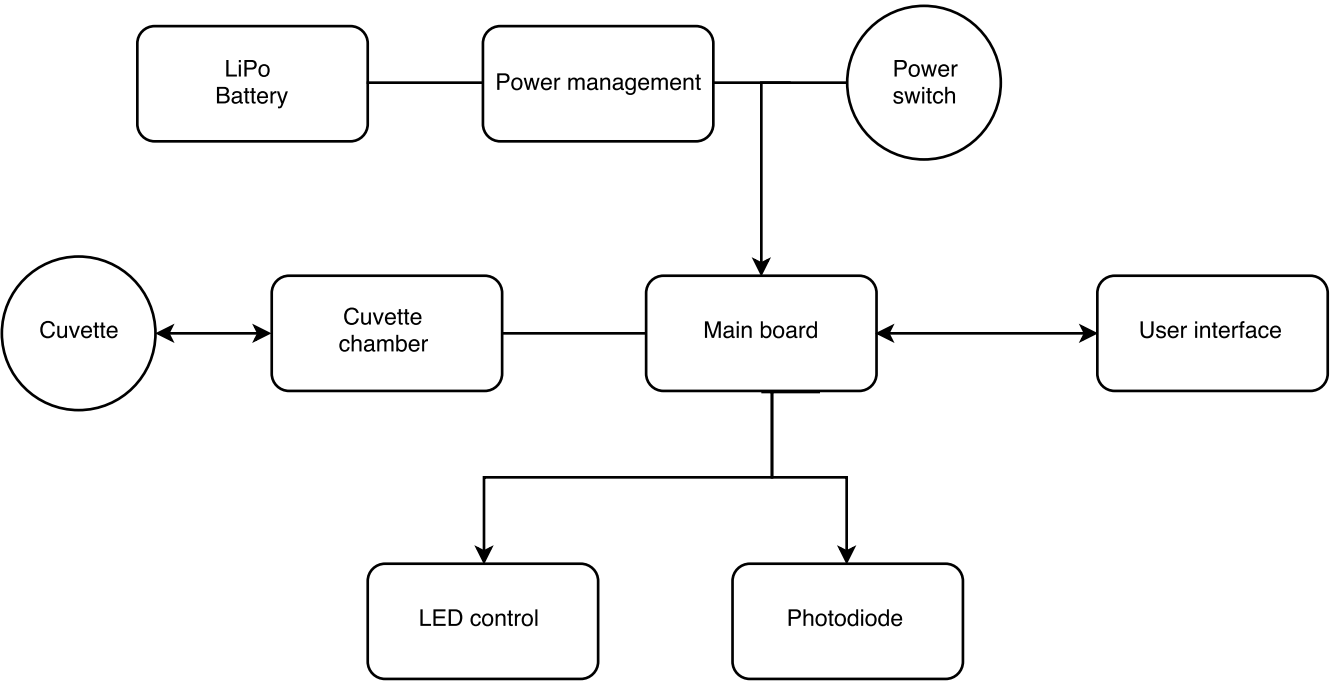 LiPo
Battery
Power management
Power
switch
Cuvette
Cuvette
chamber
Main board
User interface
LED control
Photodiode